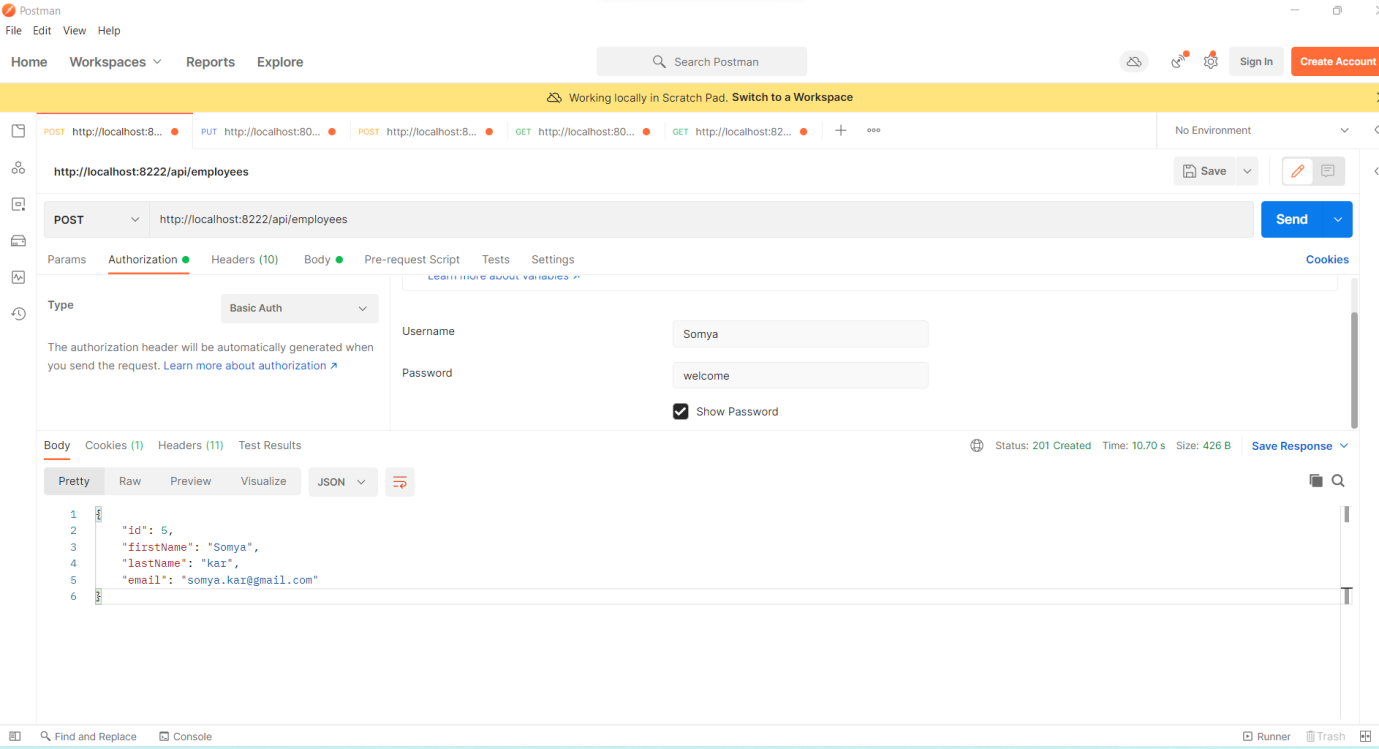 Postman
File Edit View Help
Home Workspaces Reports Explore Search Postman Sign In Create Account
Working locally in Scratch Pad. Switch to a Workspace
POST http://localhost:8... PUT http://localhost:80... POST http://localhost:8... GET http://localhost:80... GET http://localhost:82... No Environment
http://localhost:8222/api/employees Save
POST http://localhost:8222/api/employees Send
Params Authorization Headers (10) Body Pre-request Script Tests Settings Cookies
Learn more about variables ↗
Type Basic Auth
Username Somya
The authorization header will be automatically generated when
you send the request. Learn more about authorization ↗
Password welcome
Show Password
Body Cookies (1) Headers (11) Test Results Status: 201 Created Time: 10.70 s Size: 426 B Save Response
Pretty Raw Preview Visualize JSON
1 {
2 "id": 5,
3 "firstName": "Somya",
4 "lastName": "kar",
5 "email": "somya.kar@gmail.com"
6 }
Find and Replace Console Runner Trash